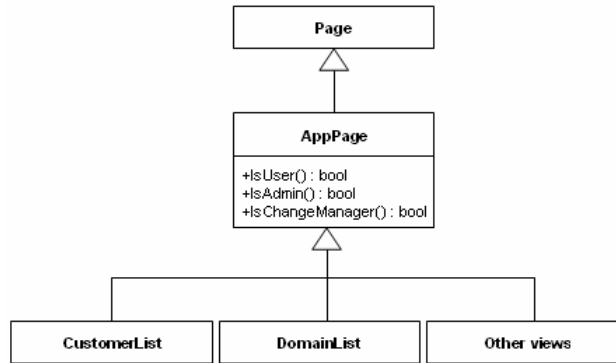 Page
AppPage
+IsUser() : bool
+IsAdmin() : bool
+IsChangeManager() : bool
CustomerList
DomainList
Other views